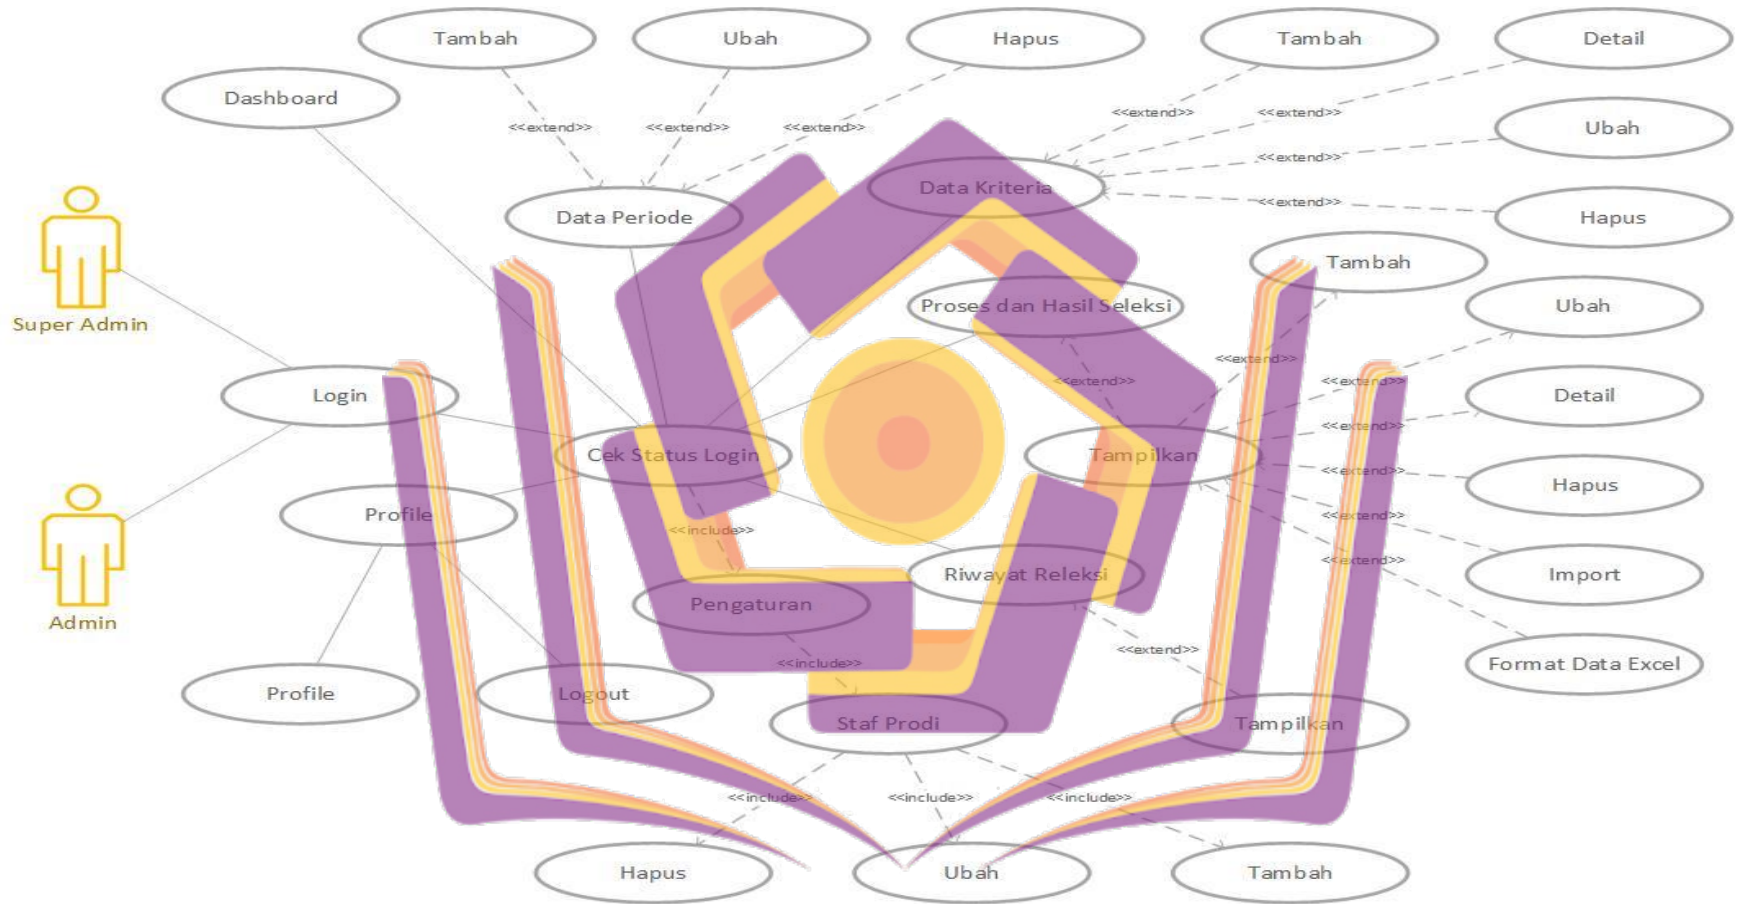 Tambah
Ubah
Hapus
Tambah
Detail
Dashboard
<<extend>>
<<extend>>
<<extend>>
<<extend>>
<<extend>>
Ubah
<<extend>>
Data Kriteria
<<extend>>
Data Periode
Hapus
Tambah
Super Admin
Proses dan Hasil Seleksi
Ubah
<<extend>>
<<extend>>
<<extend>>
Login
Detail
<<extend>>
Cek Status Login
Tampilkan
<<extend>>
Hapus
Profile
<<include>>
<<extend>>
<<extend>>
Riwayat Releksi
Import
Pengaturan
Admin
<<include>>
<<extend>>
Format Data Excel
Profile
Logout
Staf Prodi
Tampilkan
<<include>>
<<include>>
<<include>>
Hapus
Ubah
Tambah